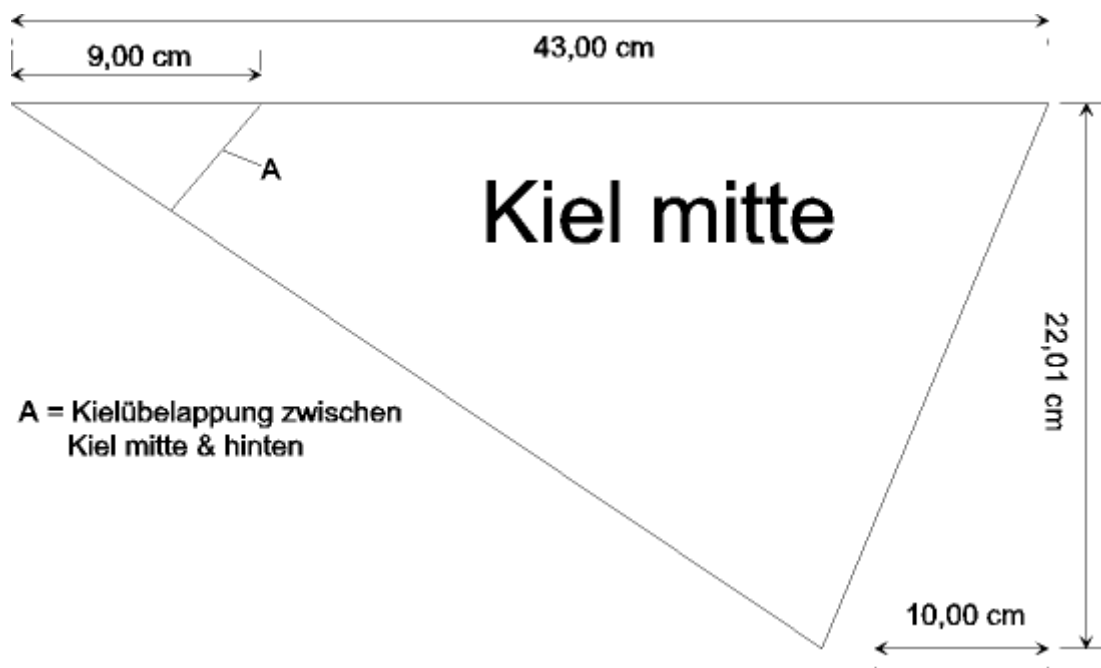 9,00 cm
43,00 cm
A
Kiel mitte
22,01 cm
A = Kielübelappung zwischen
Kiel mitte & hinten
10,00 cm